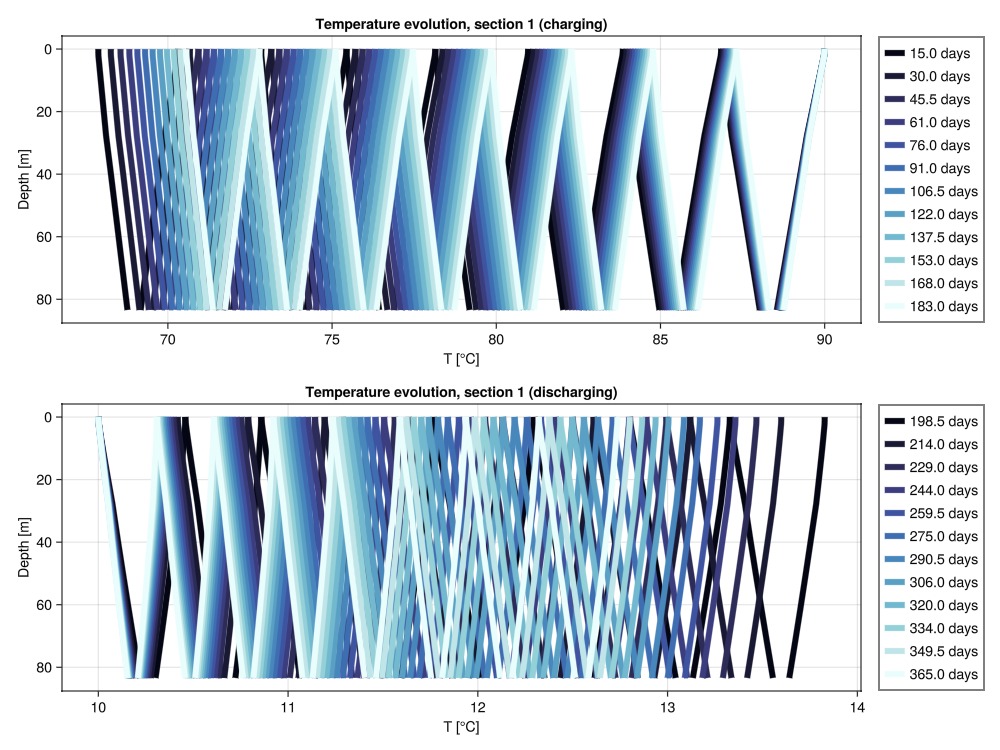 Temperature evolution, section 1 (charging)
Depth [m]
0
20
40
60
80
70
75
80
85
90
T [°C]
15.0 days
30.0 days
45.5 days
61.0 days
76.0 days
91.0 days
106.5 days
122.0 days
137.5 days
153.0 days
168.0 days
183.0 days
Temperature evolution, section 1 (discharging)
Depth [m]
0
20
40
60
80
10
11
12
13
14
T [°C]
198.5 days
214.0 days
229.0 days
244.0 days
259.5 days
275.0 days
290.5 days
306.0 days
320.0 days
334.0 days
349.5 days
365.0 days